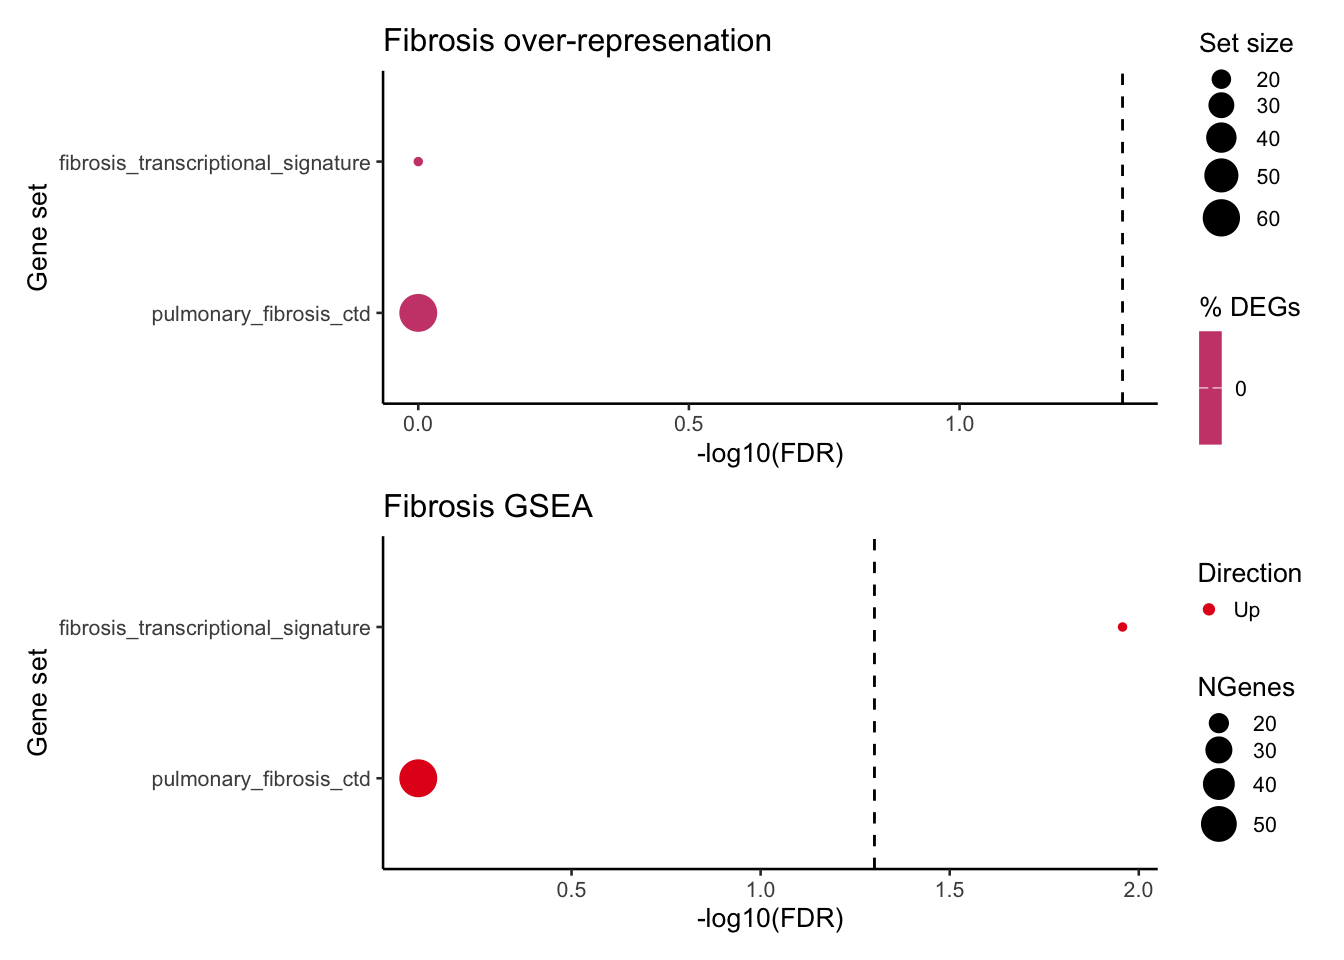 Fibrosis over-represenation
Gene set
fibrosis_transcriptional_signature
pulmonary_fibrosis_ctd
0.0 0.5 1.0
-log10(FDR)
Set size
20
30
40
50
60
% DEGs
0
Fibrosis GSEA
Gene set
fibrosis_transcriptional_signature
pulmonary_fibrosis_ctd
0.5 1.0 1.5 2.0
-log10(FDR)
Direction
Up
NGenes
20
30
40
50